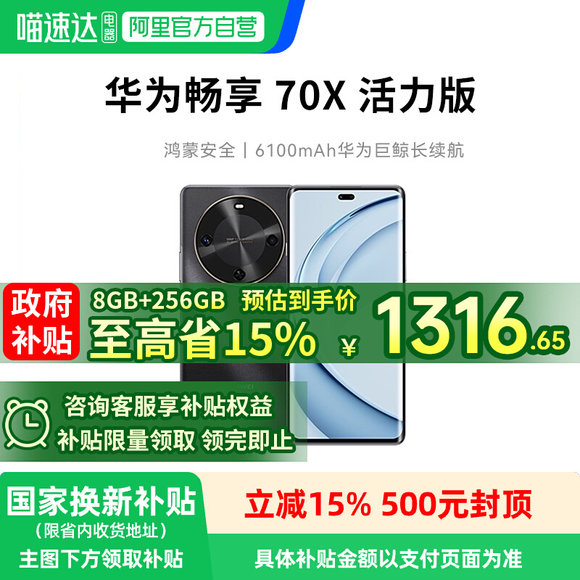 喵速达电器 阿里官方自营
华为畅享 70X 活力版
鸿蒙安全 | 6100mAh华为巨鲸长续航
政府补贴
8GB+256GB 预估到手价
至高省15% ¥1316.65
咨询客服享补贴权益
补贴限量领取 领完即止
国家换新补贴
(限省内收货地址)
主图下方领取补贴
立减15% 500元封顶
具体补贴金额以支付页面为准